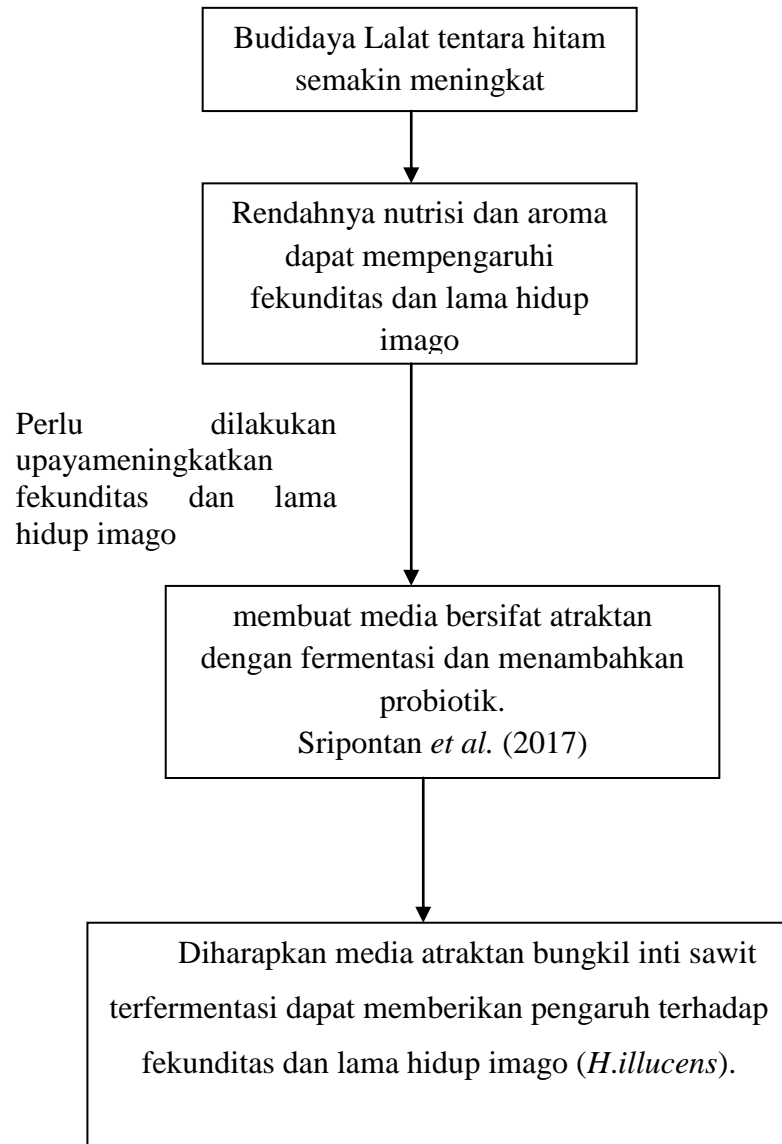 Budidaya Lalat tentara hitam
semakin meningkat
Rendahnya nutrisi dan aroma
dapat mempengaruhi
fekunditas dan lama hidup
imago
Perlu dilakukan
upayameningkatkan
fekunditas dan lama
hidup imago
membuat media bersifat atraktan
dengan fermentasi dan menambahkan
probiotik.
Sripontan et al. (2017)
Diharapkan media atraktan bungkil inti sawit
terfermentasi dapat memberikan pengaruh terhadap
fekunditas dan lama hidup imago (H.illucens).